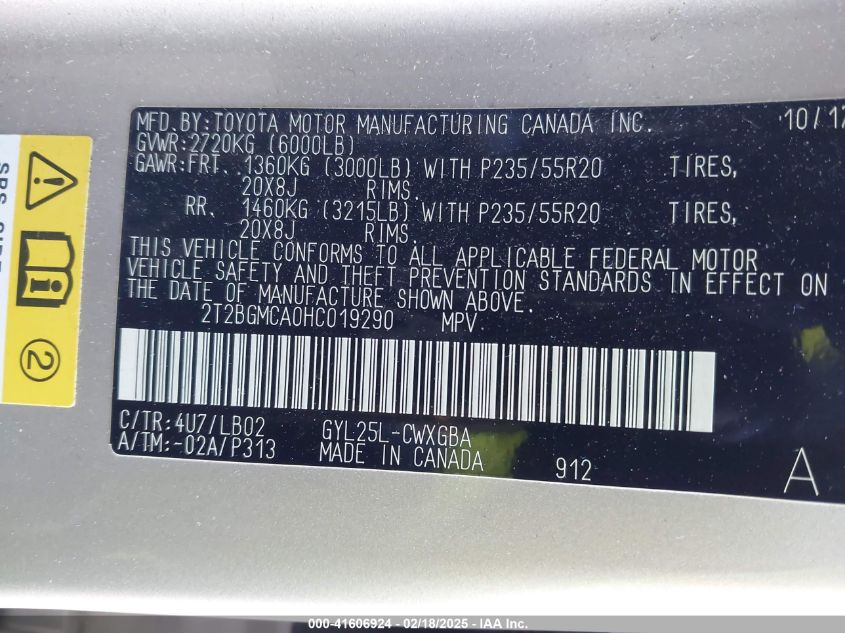 MFD.BY:TOYOTA MOTOR MANUFACTURING CANADA INC. 10/17
GVWR:2720KG (6000LB)
GAWR:FRT. 1360KG (3000LB) WITH P235/55R20 TIRES,
20X8J RIMS.
RR. 1460KG (3215LB) WITH P235/55R20 TIRES,
20X8J RIMS.
THIS VEHICLE CONFORMS TO ALL APPLICABLE FEDERAL MOTOR
VEHICLE SAFETY AND THEFT PREVENTION STANDARDS IN EFFECT ON
THE DATE OF MANUFACTURE SHOWN ABOVE.
2T2BGMCA0HC019290 MPV
C/TR:4U7/LB02 GYL25L-CWXGBA
A/TM:-02A/P313 MADE IN CANADA 912 A
2
000-41606924 - 02/18/2025 - IAA Inc.